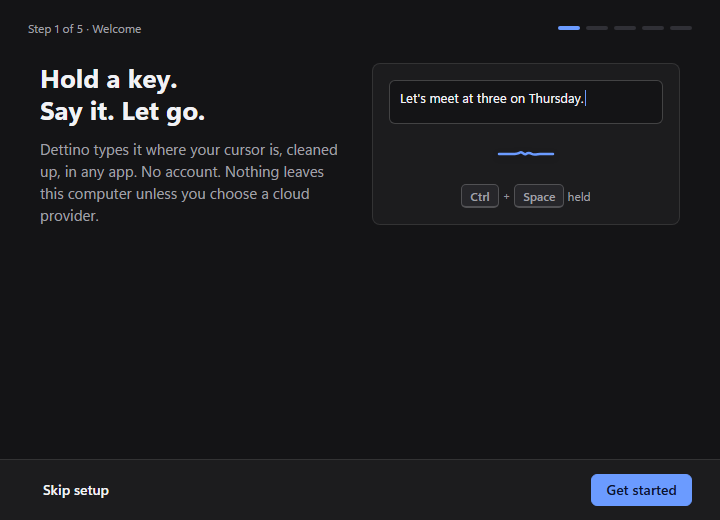 Step 1 of 5 · Welcome
Hold a key.
Say it. Let go.
Dettino types it where your cursor is, cleaned
up, in any app. No account. Nothing leaves
this computer unless you choose a cloud
provider.
Let's meet at three on Thursday.
Ctrl + Space held
Skip setup
Get started